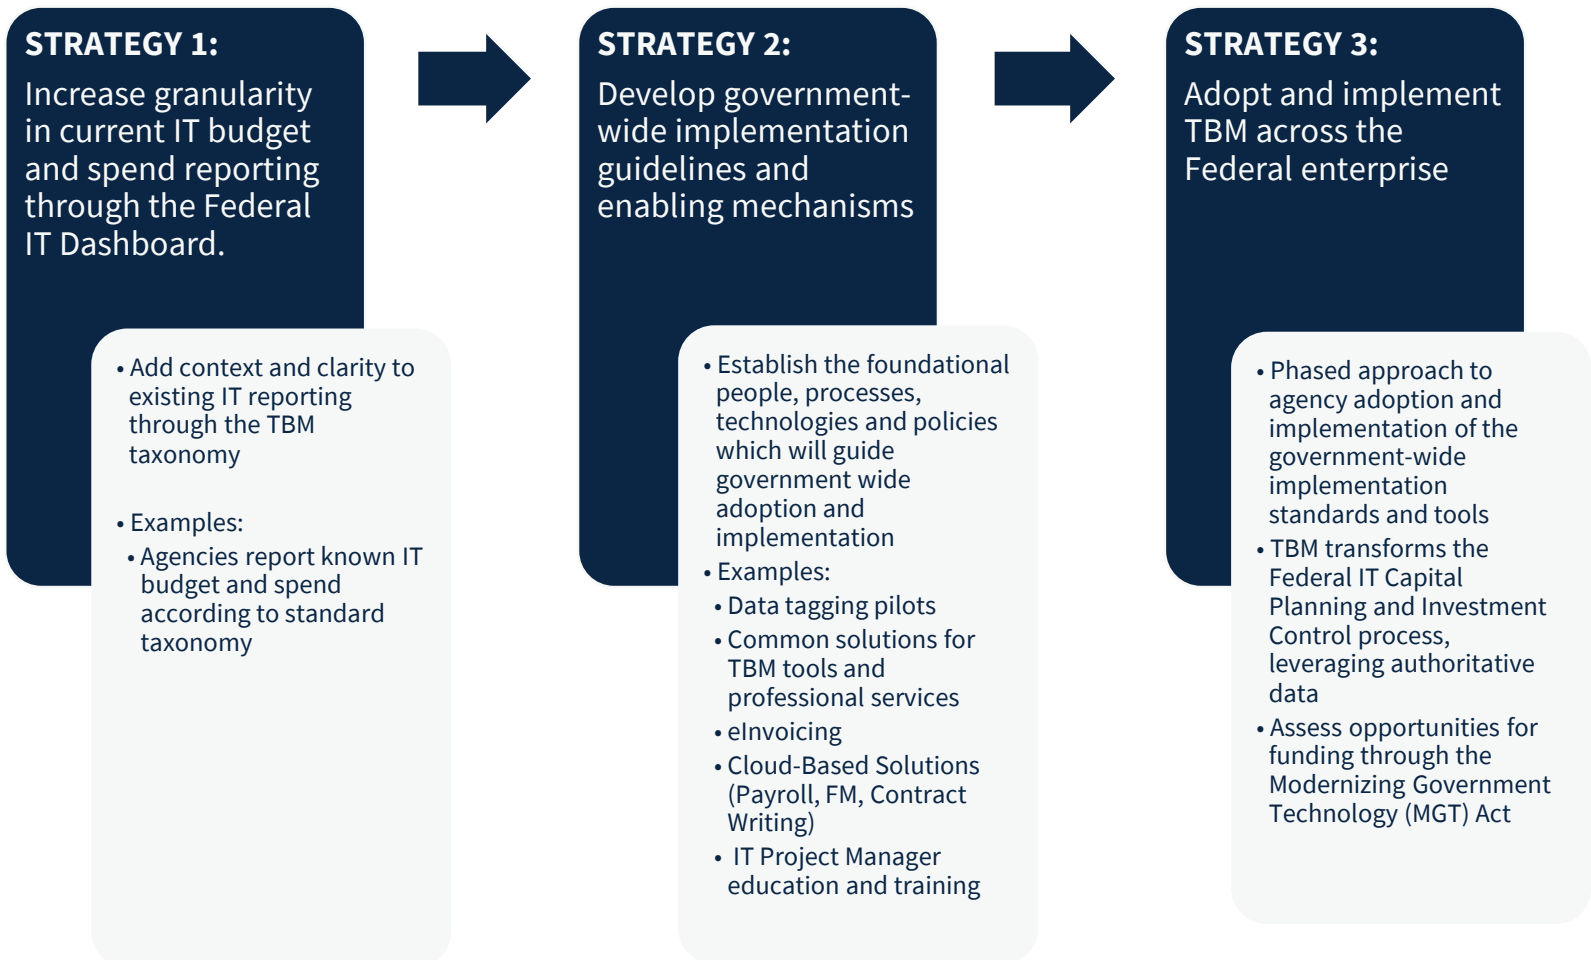 STRATEGY 1:
Increase granularity
in current IT budget
and spend reporting
through the Federal
IT Dashboard.
• Add context and clarity to
existing IT reporting
through the TBM
taxonomy
• Examples:
• Agencies report known IT
budget and spend
according to standard
taxonomy
STRATEGY 2:
Develop government-
wide implementation
guidelines and
enabling mechanisms
• Establish the foundational
people, processes,
technologies and policies
which will guide
government wide
adoption and
implementation
• Examples:
• Data tagging pilots
• Common solutions for
TBM tools and
professional services
• eInvoicing
• Cloud-Based Solutions
(Payroll, FM, Contract
Writing)
• IT Project Manager
education and training
STRATEGY 3:
Adopt and implement
TBM across the
Federal enterprise
• Phased approach to
agency adoption and
implementation of the
government-wide
implementation
standards and tools
• TBM transforms the
Federal IT Capital
Planning and Investment
Control process,
leveraging authoritative
data
• Assess opportunities for
funding through the
Modernizing Government
Technology (MGT) Act